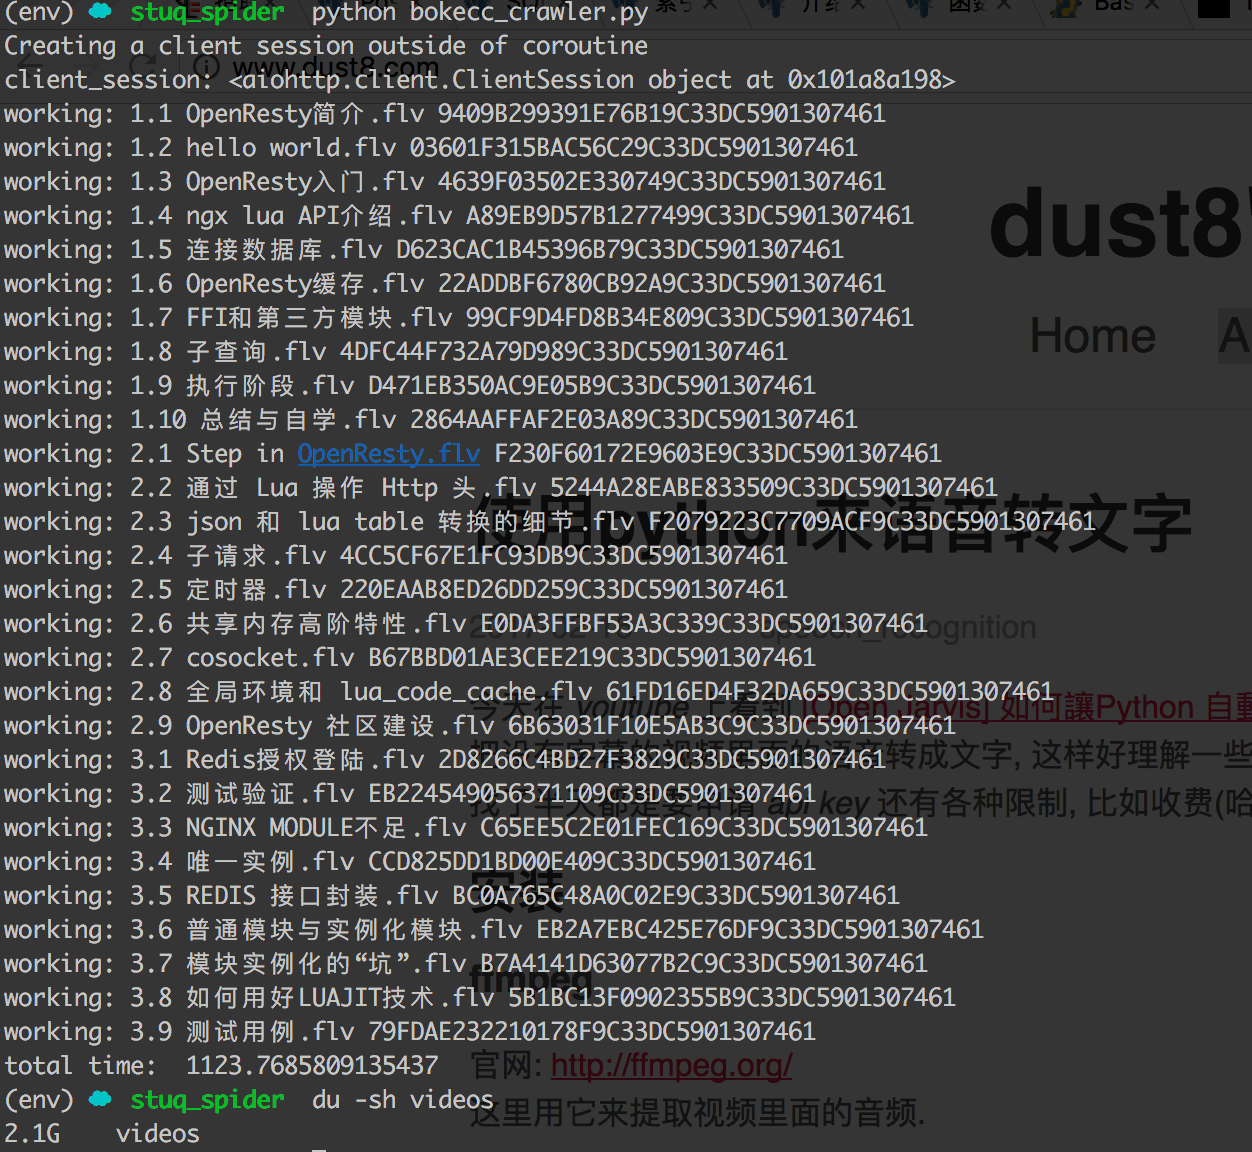 (env) stuq_spider python bokecc_crawler.py
Creating a client session outside of coroutine
client_session: <aiohttp.client.ClientSession object at 0x101a8a198>
working: 1.1 OpenResty简介.flv 9409B299391E76B19C33DC5901307461
working: 1.2 hello world.flv 03601F315BAC56C29C33DC5901307461
working: 1.3 OpenResty入门.flv 4639F03502E330749C33DC5901307461
working: 1.4 ngx lua API介绍.flv A89EB9D57B1277499C33DC5901307461
working: 1.5 连接数据库.flv D623CAC1B45396B79C33DC5901307461
working: 1.6 OpenResty缓存.flv 22ADDBF6780CB92A9C33DC5901307461
working: 1.7 FFI和第三方模块.flv 99CF9D4FD8B34E809C33DC5901307461
working: 1.8 子查询.flv 4DFC44F732A79D989C33DC5901307461
working: 1.9 执行阶段.flv D471EB350AC9E05B9C33DC5901307461
working: 1.10 总结与自学.flv 2864AAFFAF2E03A89C33DC5901307461
working: 2.1 Step in OpenResty.flv F230F60172E9603E9C33DC5901307461
working: 2.2 通过 Lua 操作 Http 头.flv 5244A28EABE833509C33DC5901307461
working: 2.3 json 和 lua table 转换的细节.flv F2079223C7709ACF9C33DC5901307461
working: 2.4 子请求.flv 4CC5CF67E1FC93DB9C33DC5901307461
working: 2.5 定时器.flv 220EAAB8ED26DD259C33DC5901307461
working: 2.6 共享内存高阶特性.flv E0DA3FFBF53A3C339C33DC5901307461
working: 2.7 cosocket.flv B67BBD01AE3CEE219C33DC5901307461
working: 2.8 全局环境和 lua_code_cache.flv 61FD16ED4F32DA659C33DC5901307461
working: 2.9 OpenResty 社区建设.flv 6B63031F10E5AB3C9C33DC5901307461
working: 3.1 Redis授权登陆.flv 2D8266C4BD27F3829C33DC5901307461
working: 3.2 测试验证.flv EB224549056371109C33DC5901307461
working: 3.3 NGINX MODULE不足.flv C65EE5C2E01FEC169C33DC5901307461
working: 3.4 唯一实例.flv CCD825DD1BD00E409C33DC5901307461
working: 3.5 REDIS 接口封装.flv BC0A765C48A0C02E9C33DC5901307461
working: 3.6 普通模块与实例化模块.flv EB2A7EBC425E76DF9C33DC5901307461
working: 3.7 模块实例化的“坑”.flv B7A4141D63077B2C9C33DC5901307461
working: 3.8 如何用好LUAJIT技术.flv 5B1BC13F0902355B9C33DC5901307461
working: 3.9 测试用例.flv 79FDAE232210178F9C33DC5901307461
total time: 1123.7685809135437
(env) stuq_spider du -sh videos
2.1G videos
www.dust8.com
dust8
Home
使用python来语音转文字
今天在 youtube 上看到 [Open Jarvis] 如何讓Python 自動
把没有字幕的视频里面的语音转成文字, 这样好理解一些
找了半天都是要申请 api key 还有各种限制, 比如收费(哈
安装
ffmpeg
官网: http://ffmpeg.org/
这里用它来提取视频里面的音频.